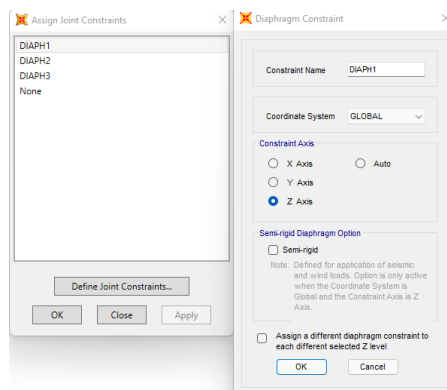 Assign Joint Constraints
DIAPH1
DIAPH2
DIAPH3
None
Define Joint Constraints...
OK
Close
Apply
Diaphragm Constraint
Constraint Name
DIAPH1
Coordinate System
GLOBAL
Constraint Axis
X Axis
Auto
Y Axis
Z Axis
Semi-rigid Diaphragm Option
Semi-rigid
Note: Defined for application of seismic
and wind loads. Option is only active
when the Coordinate System is
Global and the Constraint Axis is Z
Axis.
Assign a different diaphragm constraint to
each different selected Z level
OK
Cancel